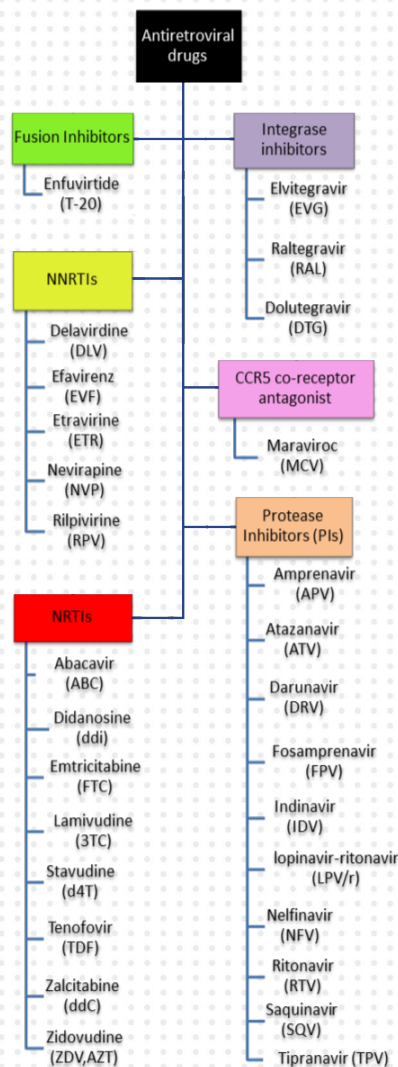 Antiretroviral
drugs
Fusion Inhibitors
Enfuvirtide
(T-20)
Integrase
inhibitors
Elvitegravir
(EVG)
Raltegravir
(RAL)
Dolutegravir
(DTG)
NNRTIs
Delavirdine
(DLV)
Efavirenz
(EVF)
Etravirine
(ETR)
Nevirapine
(NVP)
Rilpivirine
(RPV)
CCR5 co-receptor
antagonist
Maraviroc
(MCV)
Protease
Inhibitors (PIs)
Amprenavir
(APV)
Atazanavir
(ATV)
Darunavir
(DRV)
Fosamprenavir
(FPV)
Indinavir
(IDV)
lopinavir-ritonavir
(LPV/r)
Nelfinavir
(NFV)
Ritonavir
(RTV)
Saquinavir
(SQV)
Tipranavir (TPV)
NRTIs
Abacavir
(ABC)
Didanosine
(ddi)
Emtricitabine
(FTC)
Lamivudine
(3TC)
Stavudine
(d4T)
Tenofovir
(TDF)
Zalcitabine
(ddC)
Zidovudine
(ZDV,AZT)